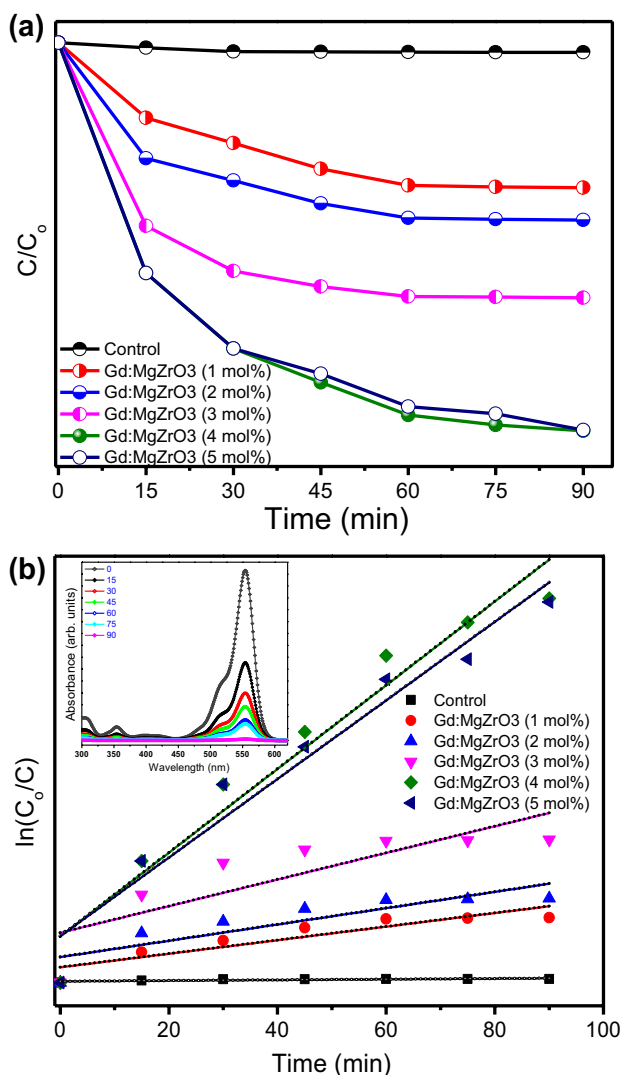 (a)
C/C₀
Control
Gd:MgZrO3 (1 mol%)
Gd:MgZrO3 (2 mol%)
Gd:MgZrO3 (3 mol%)
Gd:MgZrO3 (4 mol%)
Gd:MgZrO3 (5 mol%)
0 15 30 45 60 75 90
Time (min)
(b)
ln(C₀/C)
Absorbance (arb. units)
0
15
30
45
60
75
90
300 350 400 450 500 550 600
Wavelength (nm)
Control
Gd:MgZrO3 (1 mol%)
Gd:MgZrO3 (2 mol%)
Gd:MgZrO3 (3 mol%)
Gd:MgZrO3 (4 mol%)
Gd:MgZrO3 (5 mol%)
0 20 40 60 80 100
Time (min)